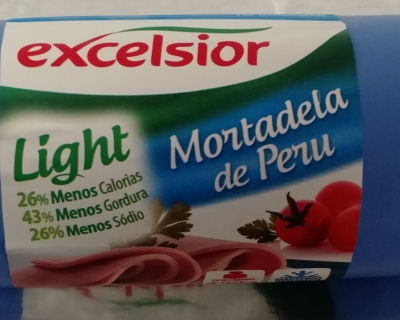 excelsior
Light
Mortadela
de Peru
26% Menos Calorias
43% Menos Gordura
26% Menos Sódio